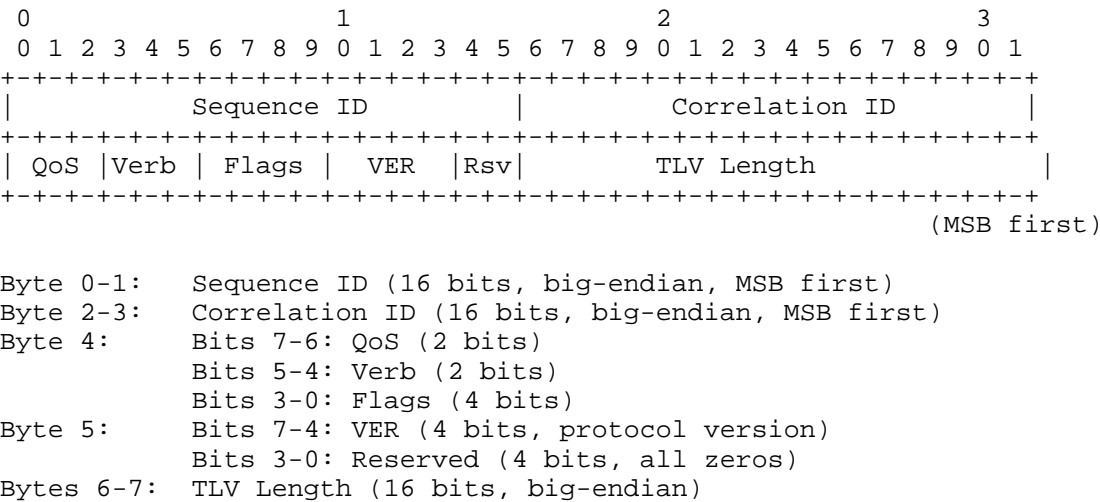 0                   1                   2                   3
 0 1 2 3 4 5 6 7 8 9 0 1 2 3 4 5 6 7 8 9 0 1 2 3 4 5 6 7 8 9 0 1
+-+-+-+-+-+-+-+-+-+-+-+-+-+-+-+-+-+-+-+-+-+-+-+-+-+-+-+-+-+-+-+-+
|           Sequence ID         |         Correlation ID        |
+-+-+-+-+-+-+-+-+-+-+-+-+-+-+-+-+-+-+-+-+-+-+-+-+-+-+-+-+-+-+-+-+
| QoS |Verb | Flags |  VER  |Rsv|        TLV Length              |
+-+-+-+-+-+-+-+-+-+-+-+-+-+-+-+-+-+-+-+-+-+-+-+-+-+-+-+-+-+-+-+-+
                                                          (MSB first)

Byte 0-1:   Sequence ID (16 bits, big-endian, MSB first)
Byte 2-3:   Correlation ID (16 bits, big-endian, MSB first)
Byte 4:     Bits 7-6: QoS (2 bits)
            Bits 5-4: Verb (2 bits)
            Bits 3-0: Flags (4 bits)
Byte 5:     Bits 7-4: VER (4 bits, protocol version)
            Bits 3-0: Reserved (4 bits, all zeros)
Bytes 6-7:  TLV Length (16 bits, big-endian)